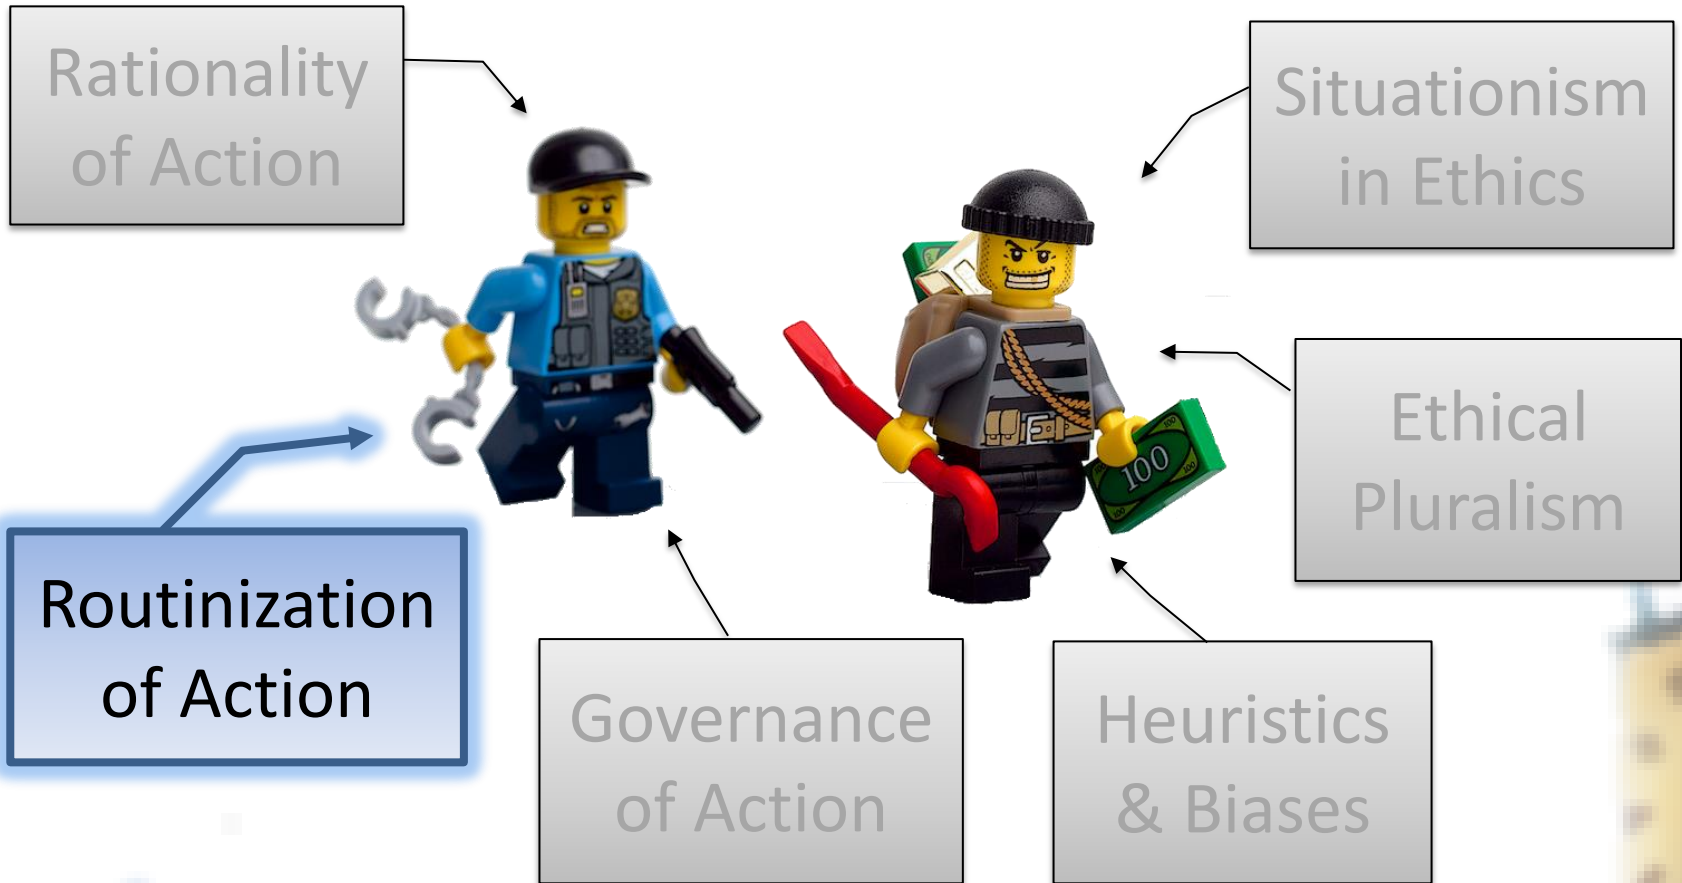 Rationality
of Action
Situationism
in Ethics
Ethical
Pluralism
100
Routinization
of Action
Governance
of Action
Heuristics
& Biases